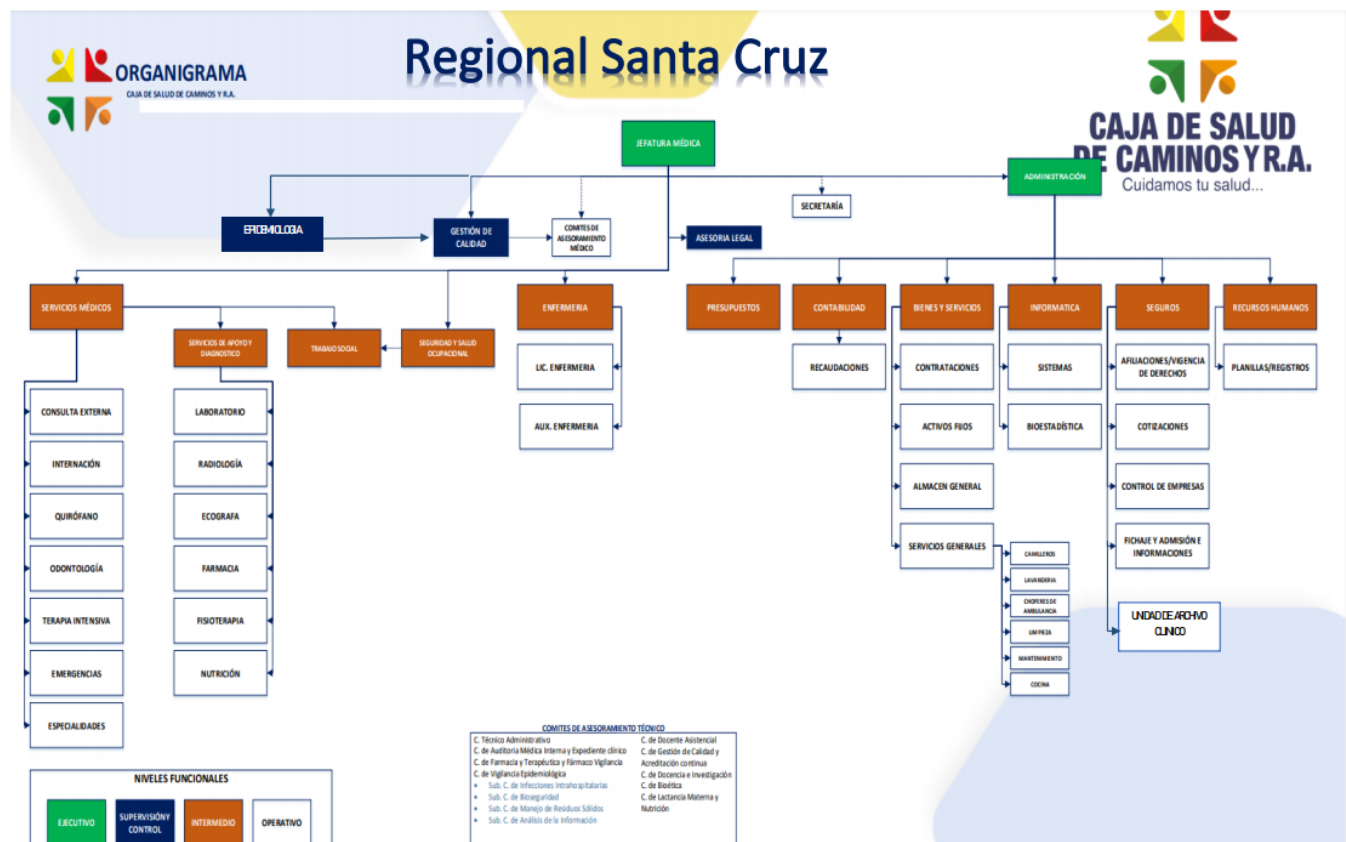 Regional Santa Cruz
ORGANIGRAMA
CAJA DE SALUD DE CAMINOS Y R.A.
CAJA DE SALUD
DE CAMINOS Y R.A.
Cuidamos tu salud...
JEFATURA MÉDICA
ADMINISTRACIÓN
SECRETARÍA
EPIDEMIOLOGIA
GESTIÓN DE
CALIDAD
COMITES DE
ASESORAMIENTO
MÉDICO
ASESORIA LEGAL
SERVICIOS MÉDICOS
SERVICIOS DE APOYO Y
DIAGNOSTICO
TRABAJO SOCIAL
SEGURIDAD Y SALUD
OCUPACIONAL
ENFERMERIA
PRESUPUESTOS
CONTABILIDAD
BIENES Y SERVICIOS
INFORMATICA
SEGUROS
RECURSOS HUMANOS
LIC. ENFERMERIA
AUX. ENFERMERIA
RECAUDACIONES
CONTRATACIONES
ACTIVOS FIJOS
ALMACEN GENERAL
SERVICIOS GENERALES
SISTEMAS
BIOESTADÍSTICA
AFILIACIONES/VIGENCIA
DE DERECHOS
COTIZACIONES
CONTROL DE EMPRESAS
FICHAJE Y ADMISIÓN E
INFORMACIONES
UNIDAD DE ARCHIVO
CLINICO
PLANILLAS/REGISTROS
CONSULTA EXTERNA
INTERNACIÓN
QUIRÓFANO
ODONTOLOGÍA
TERAPIA INTENSIVA
EMERGENCIAS
ESPECIALIDADES
LABORATORIO
RADIOLOGÍA
ECOGRAFA
FARMACIA
FISIOTERAPIA
NUTRICIÓN
CAMILLEROS
LAVANDERIA
CHOFERES DE
AMBULANCIA
LIMPIEZA
MANTENIMIENTO
COCINA
COMITES DE ASESORAMIENTO TÉCNICO
C. Técnico Administrativo
C. de Auditoria Médica Interna y Expediente clínico
C. de Farmacia y Terapéutica y Fármaco Vigilancia
C. de Vigilancia Epidemiológica
• Sub. C. de Infecciones Intrahospitalarias
• Sub. C. de Bioseguridad
• Sub. C. de Manejo de Residuos Sólidos
• Sub. C. de Análisis de la Información
C. de Docente Asistencial
C. de Gestión de Calidad y
Acreditación continua
C. de Docencia e Investigación
C. de Bioética
C. de Lactancia Materna y
Nutrición
NIVELES FUNCIONALES
EJECUTIVO
SUPERVISIÓN Y
CONTROL
INTERMEDIO
OPERATIVO